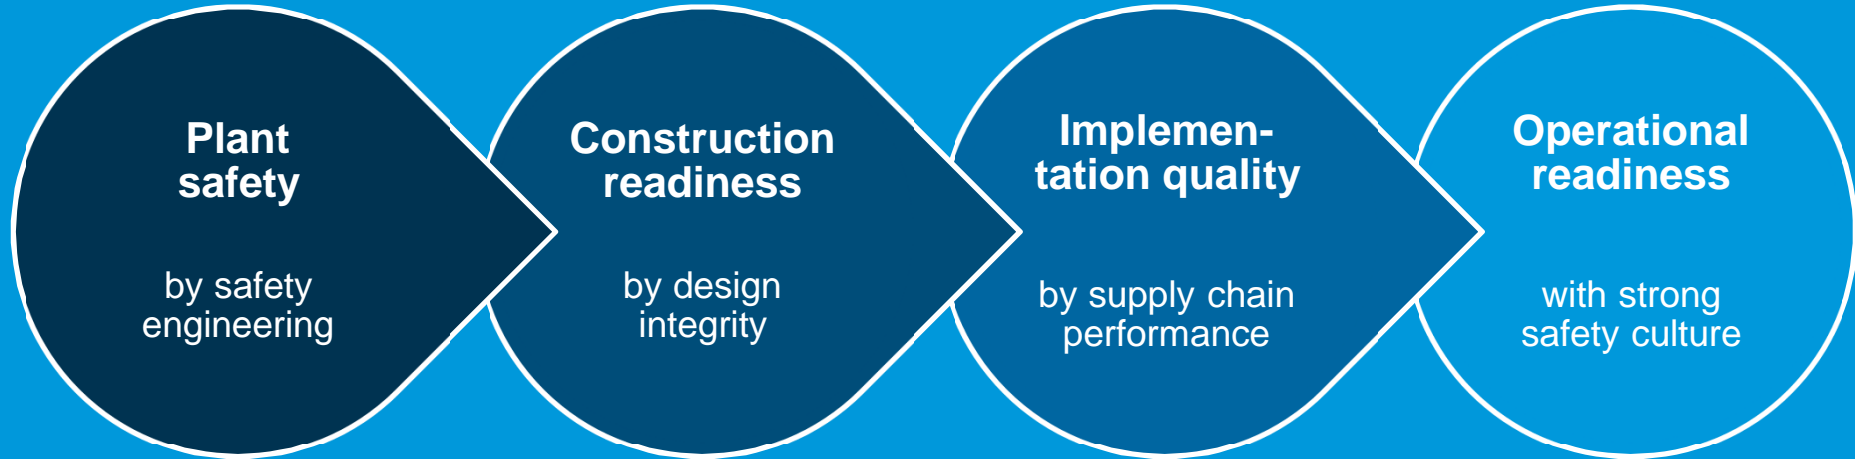 Plant
safety
by safety
engineering
Construction
readiness
by design
integrity
Implemen-
tation quality
by supply chain
performance
Operational
readiness
with strong
safety culture